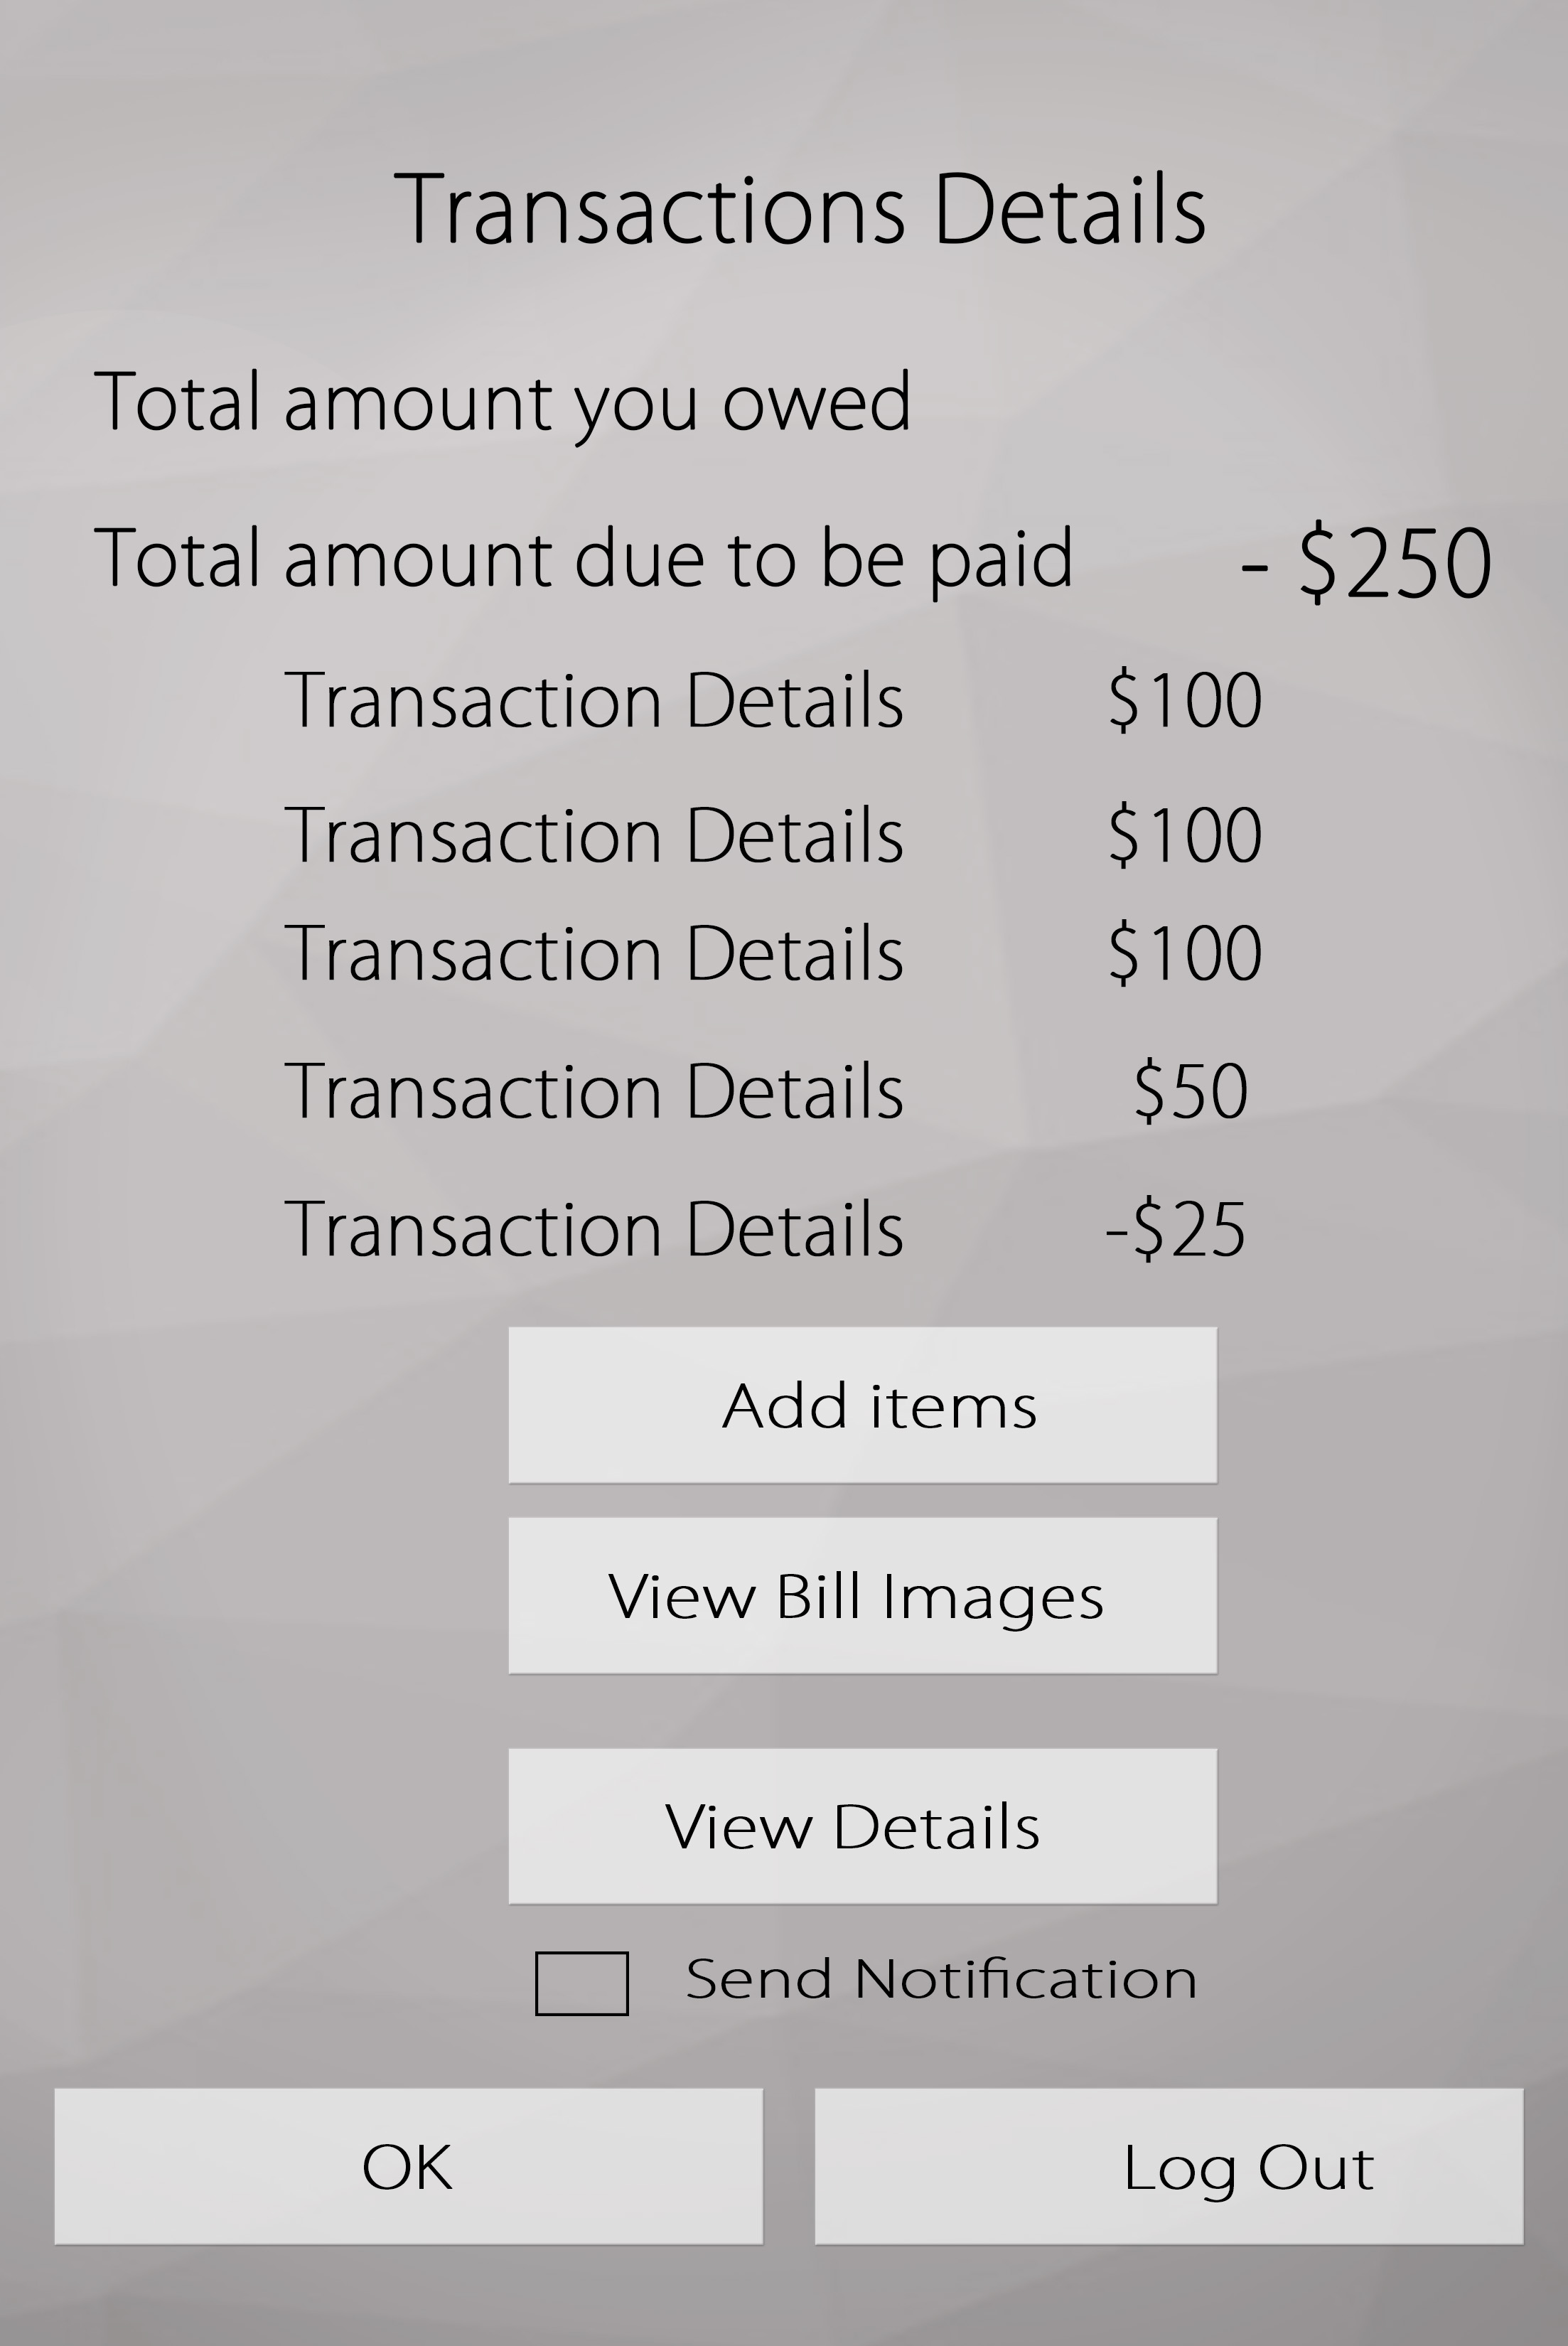 Transactions Details
Total amount you owed
Total amount due to be paid - $250
Transaction Details $100
Transaction Details $100
Transaction Details $100
Transaction Details $50
Transaction Details -$25
Add items
View Bill Images
View Details
Send Notification
OK Log Out